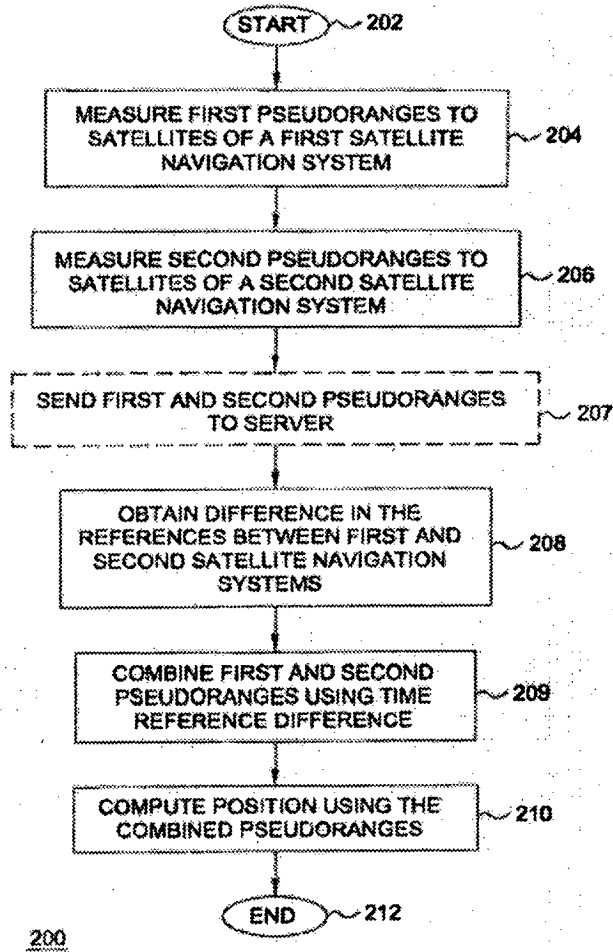 START 202
MEASURE FIRST PSEUDORANGES TO
SATELLITES OF A FIRST SATELLITE
NAVIGATION SYSTEM
204
MEASURE SECOND PSEUDORANGES TO
SATELLITES OF A SECOND SATELLITE
NAVIGATION SYSTEM
206
SEND FIRST AND SECOND PSEUDORANGES
TO SERVER
207
OBTAIN DIFFERENCE IN THE
REFERENCES BETWEEN FIRST AND
SECOND SATELLITE NAVIGATION
SYSTEMS
208
COMBINE FIRST AND SECOND
PSEUDORANGES USING TIME
REFERENCE DIFFERENCE
209
COMPUTE POSITION USING THE
COMBINED PSEUDORANGES
210
END 212
200